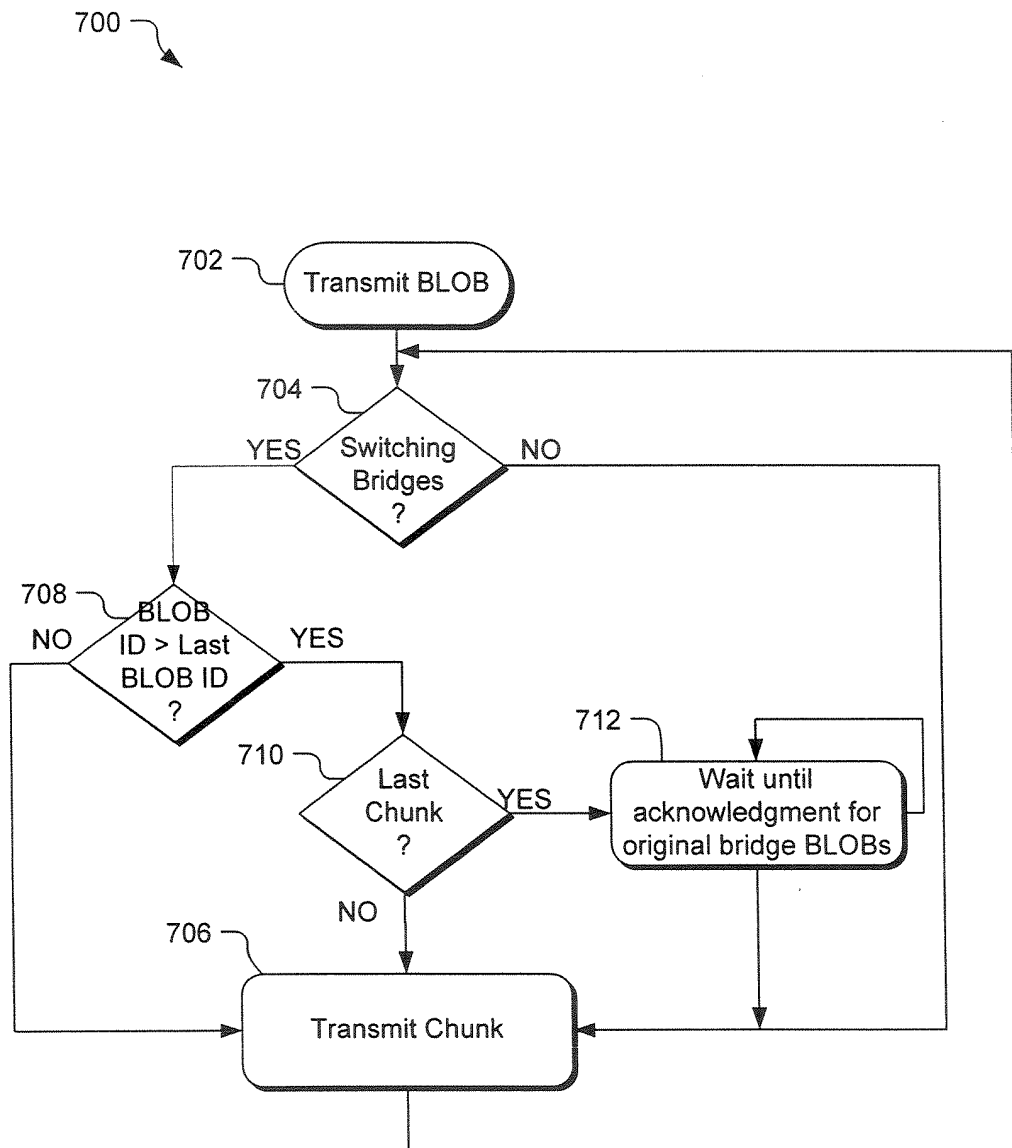 700
702
Transmit BLOB
704
YES
Switching
Bridges
?
NO
708
BLOB
ID > Last
BLOB ID
?
NO
YES
710
Last
Chunk
?
YES
NO
712
Wait until
acknowledgment for
original bridge BLOBs
706
Transmit Chunk